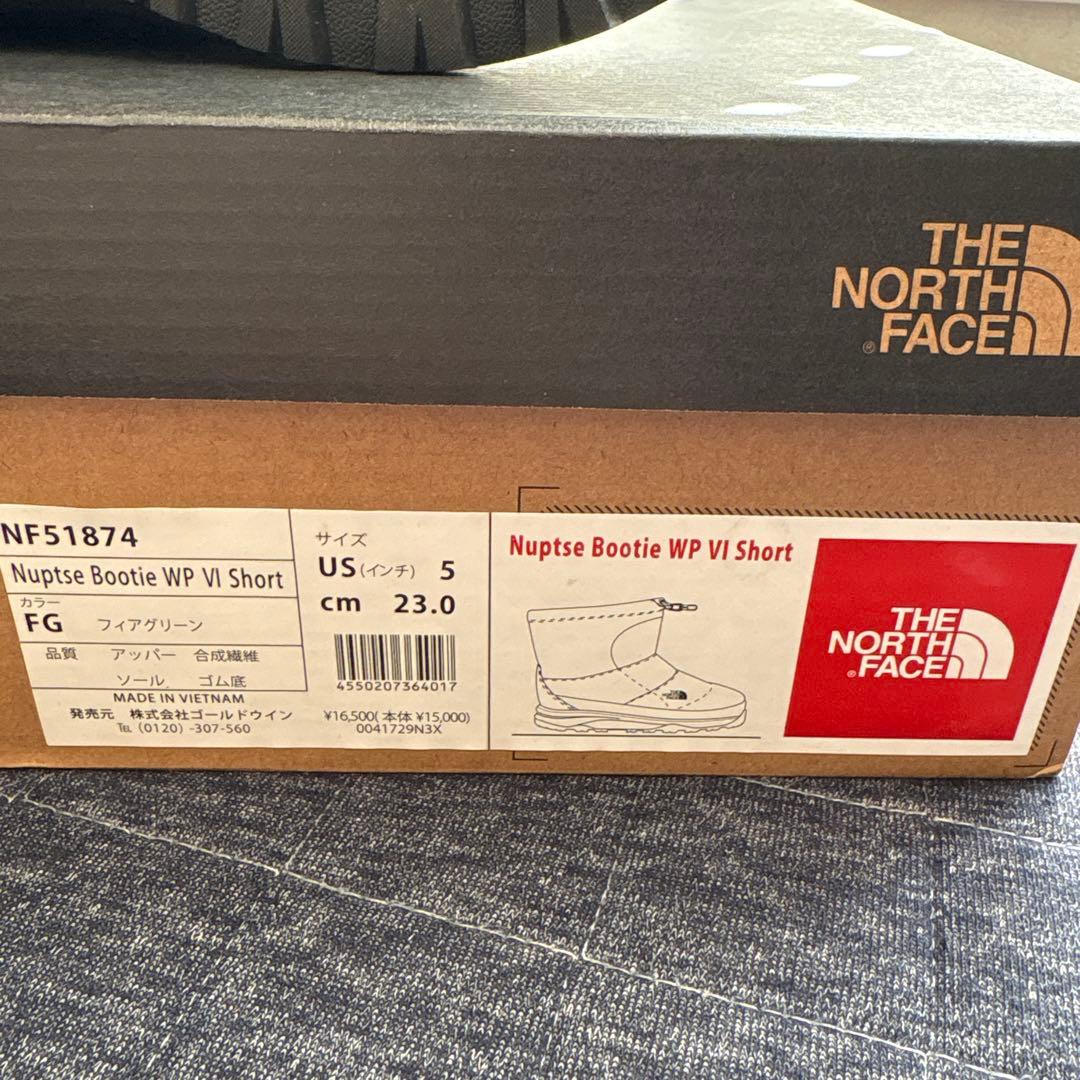 THE
NORTH
FACE
®
NF51874
Nuptse Bootie WP VI Short
カラー
FG フィアグリーン
品質 アッパー 合成繊維
ソール ゴム底
MADE IN VIETNAM
発売元 株式会社ゴールドウイン
TEL (0120) -307-560
サイズ
US (インチ) 5
cm 23.0
4550207364017
¥16,500( 本体 ¥15,000)
0041729N3X
Nuptse Bootie WP VI Short
THE
NORTH
FACE
®